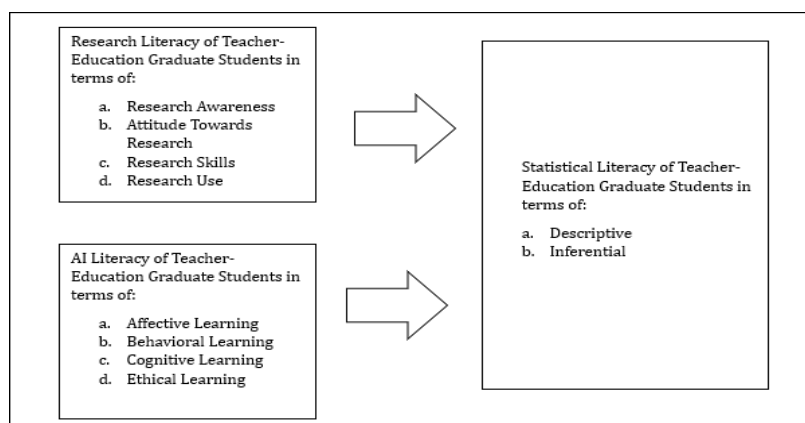 Research Literacy of Teacher-
Education Graduate Students in
terms of:
a. Research Awareness
b. Attitude Towards
Research
c. Research Skills
d. Research Use
AI Literacy of Teacher-
Education Graduate Students in
terms of:
a. Affective Learning
b. Behavioral Learning
c. Cognitive Learning
d. Ethical Learning
Statistical Literacy of Teacher-
Education Graduate Students in
terms of:
a. Descriptive
b. Inferential